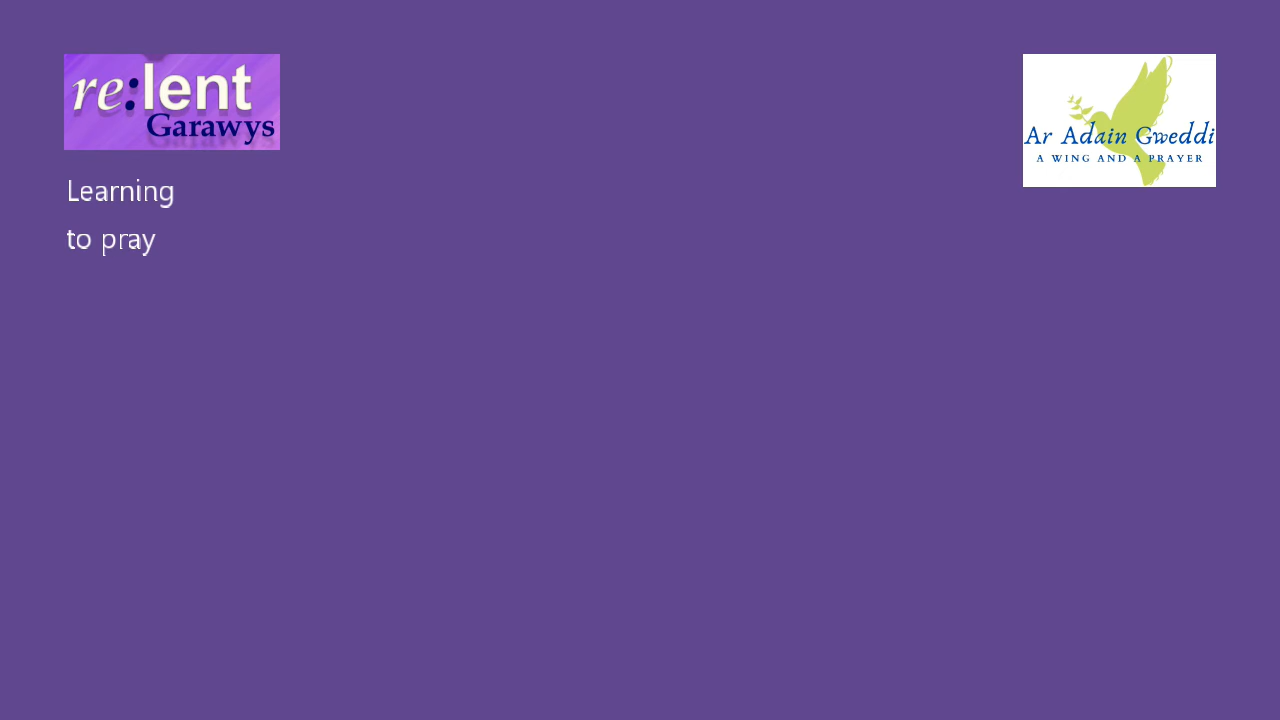 re:lent
Garawys
Learning
to pray
Ar Adain Gweddi
A WING AND A PRAYER